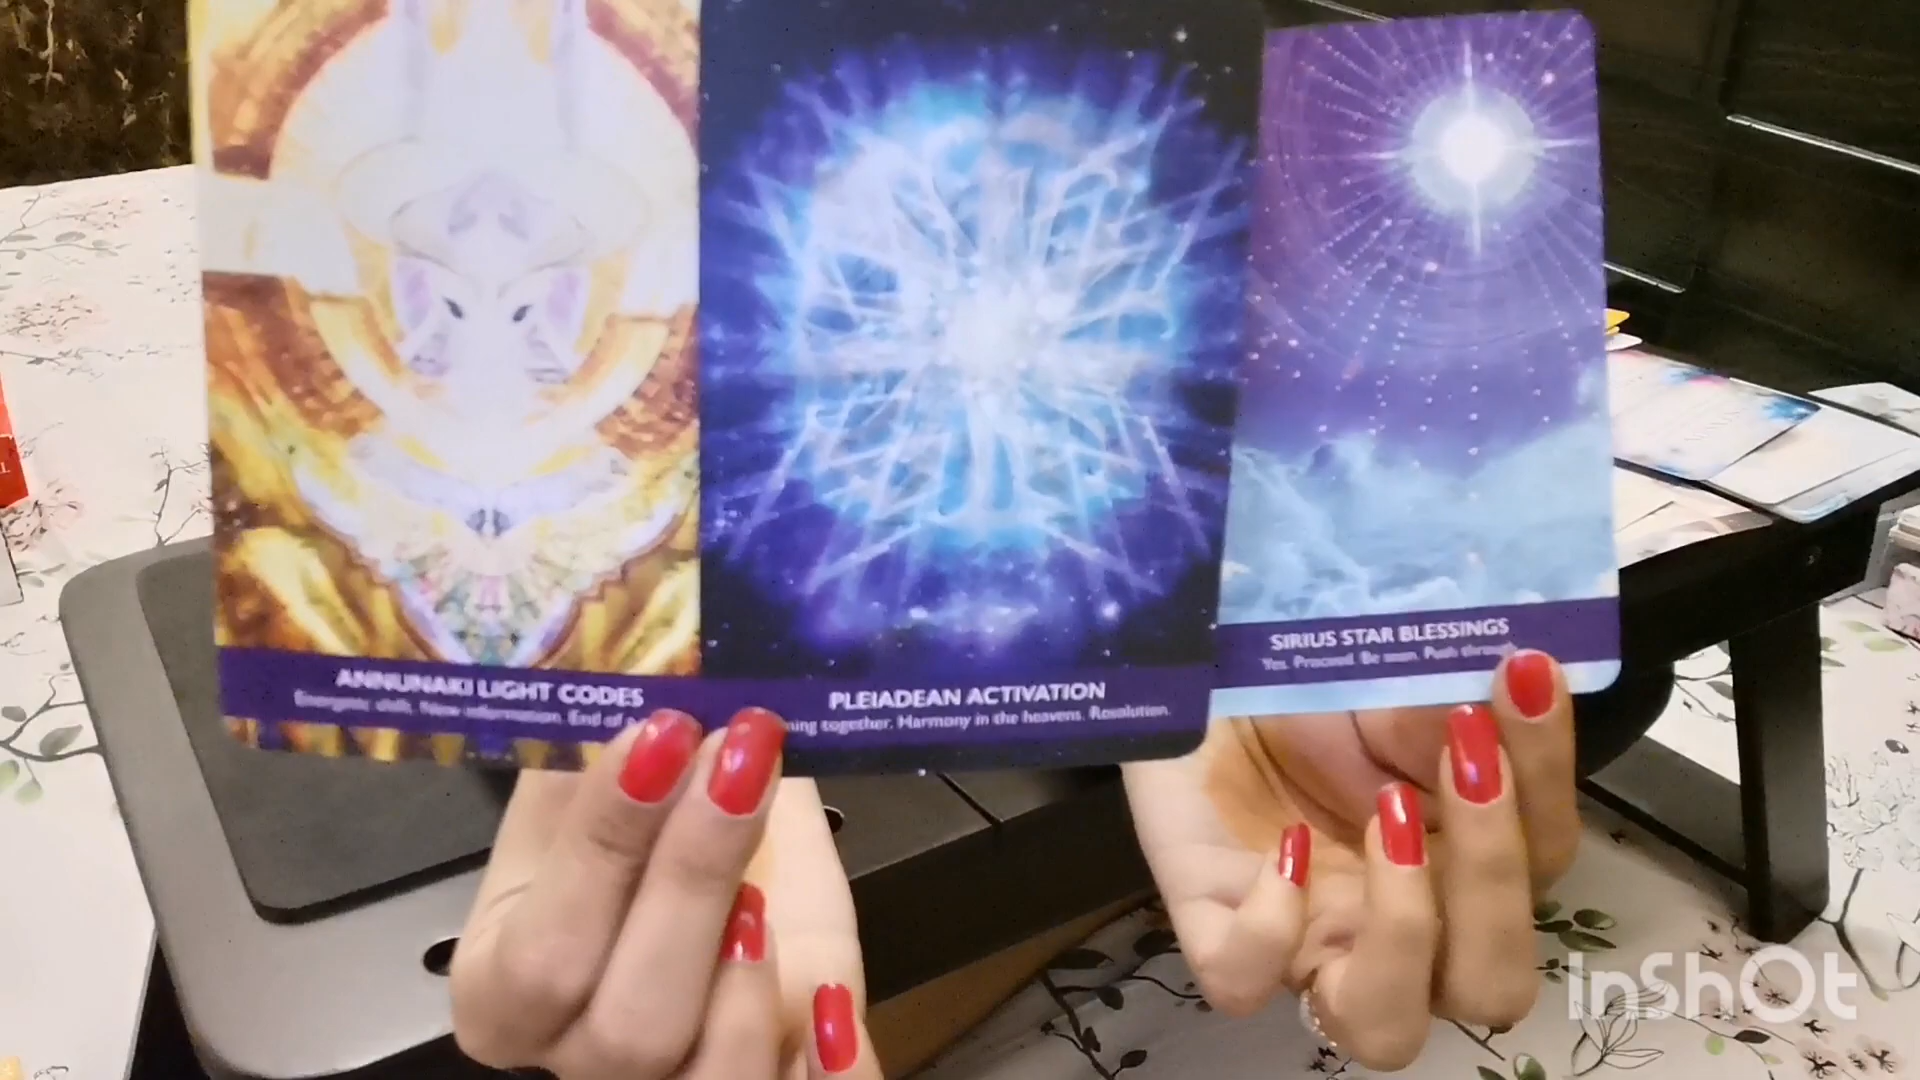 ANNUNAKI LIGHT CODES
Energetic shift. New information. End of
PLEIADEAN ACTIVATION
together. Harmony in the heavens. Resolution.
SIRIUS STAR BLESSINGS
Yes. Proceed. Be seen. Push through.
InShOt